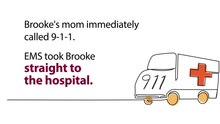 Brooke's mom immediately
called 9-1-1.
EMS took Brooke
straight to
the hospital.
911